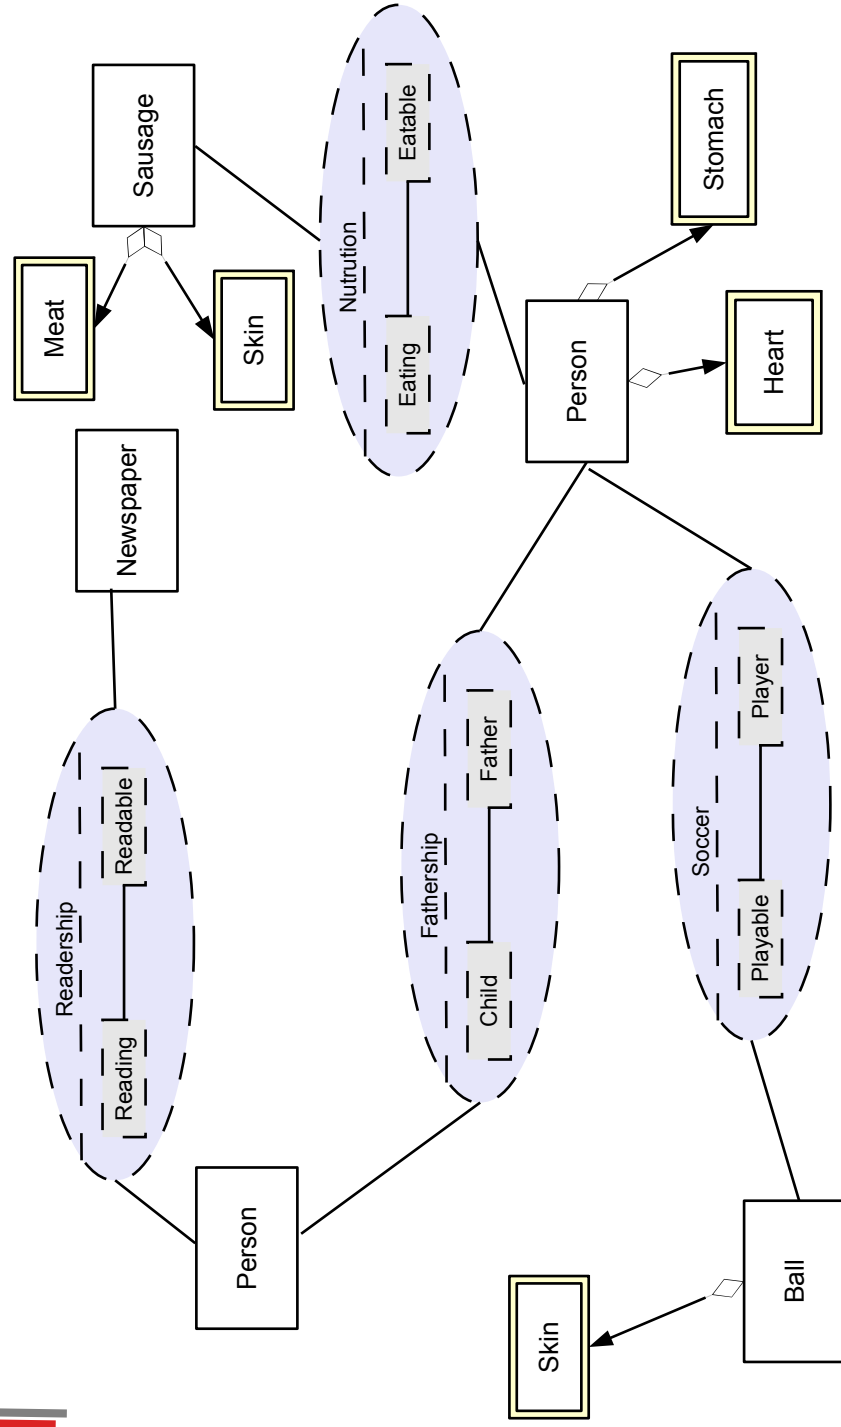 Readership
Reading
Readable
Newspaper
Meat
Sausage
Skin
Person
Nutrution
Eating
Eatable
Fathership
Child
Father
Person
Stomach
Heart
Skin
Soccer
Playable
Player
Ball